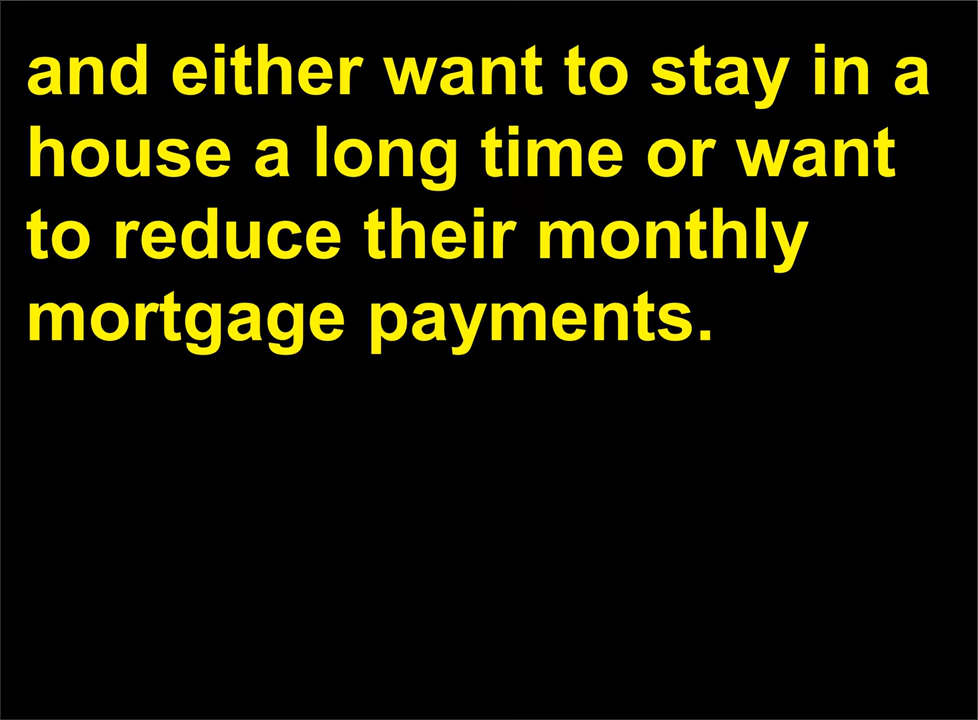 and either want to stay in a
house a long time or want
to reduce their monthly
mortgage payments.